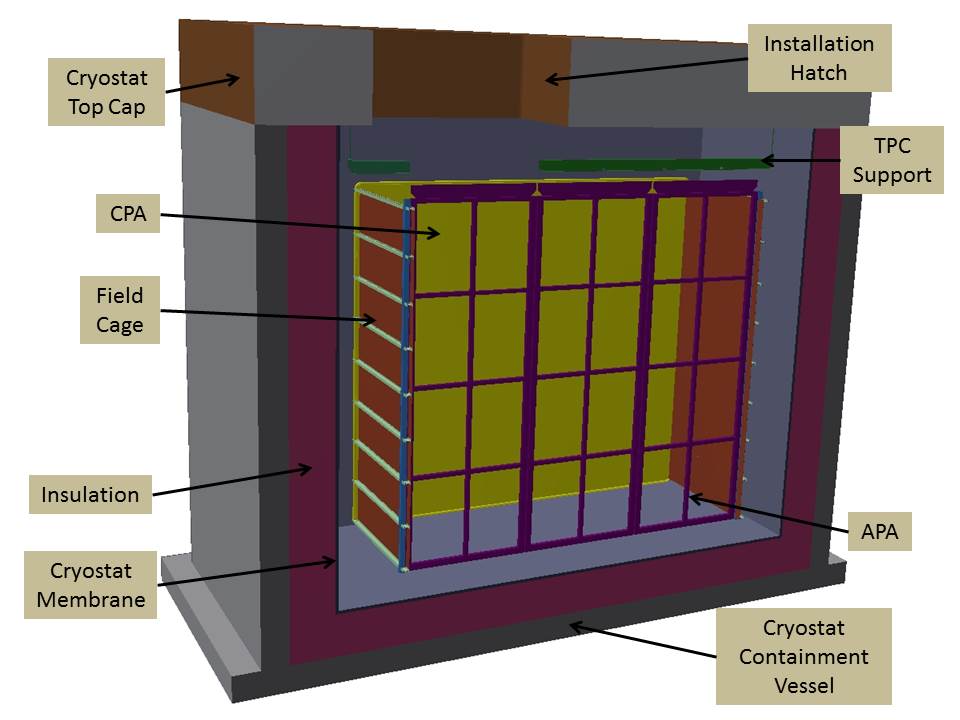 Cryostat
Top Cap
Installation
Hatch
TPC
Support
CPA
Field
Cage
Insulation
APA
Cryostat
Membrane
Cryostat
Containment
Vessel